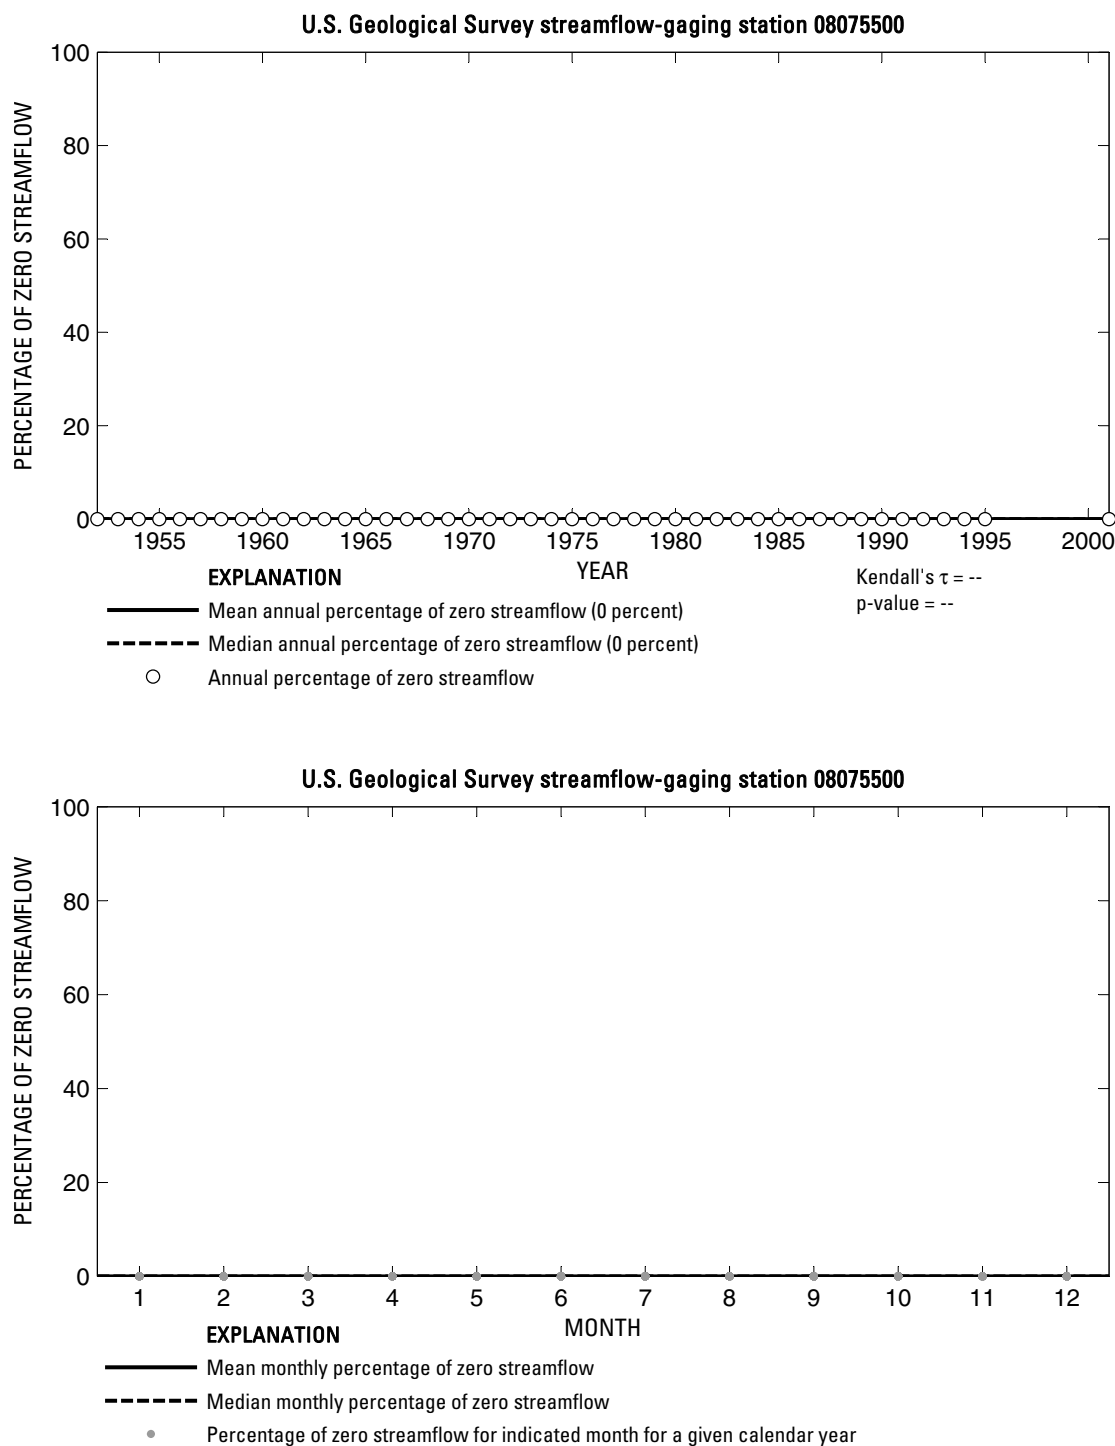 U.S. Geological Survey streamflow-gaging station 08075500
100
80
60
40
20
0
PERCENTAGE OF ZERO STREAMFLOW
1955 1960 1965 1970 1975 1980 1985 1990 1995 2000
YEAR
EXPLANATION
Mean annual percentage of zero streamflow (0 percent)
Median annual percentage of zero streamflow (0 percent)
Annual percentage of zero streamflow
Kendall's τ = --
p-value = --
U.S. Geological Survey streamflow-gaging station 08075500
100
80
60
40
20
0
PERCENTAGE OF ZERO STREAMFLOW
1 2 3 4 5 6 7 8 9 10 11 12
MONTH
EXPLANATION
Mean monthly percentage of zero streamflow
Median monthly percentage of zero streamflow
Percentage of zero streamflow for indicated month for a given calendar year